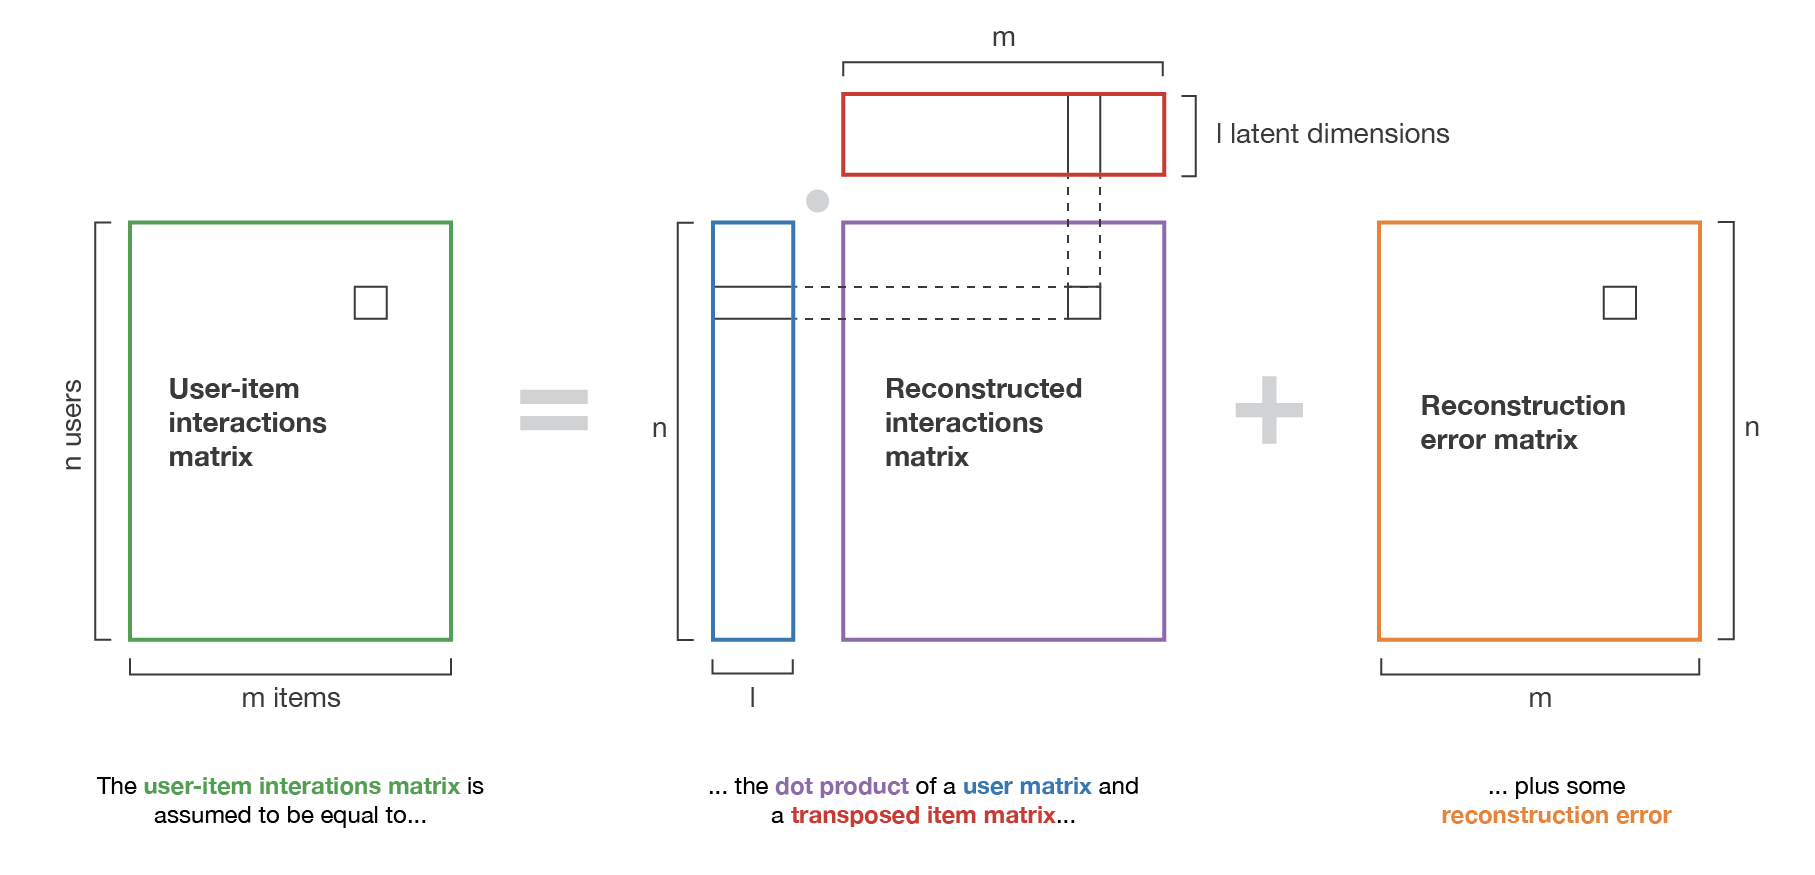 m
l latent dimensions
n users
User-item
interactions
matrix
m items
n
l
Reconstructed
interactions
matrix
Reconstruction
error matrix
n
m
The user-item interations matrix is
assumed to be equal to...
... the dot product of a user matrix and
a transposed item matrix...
... plus some
reconstruction error